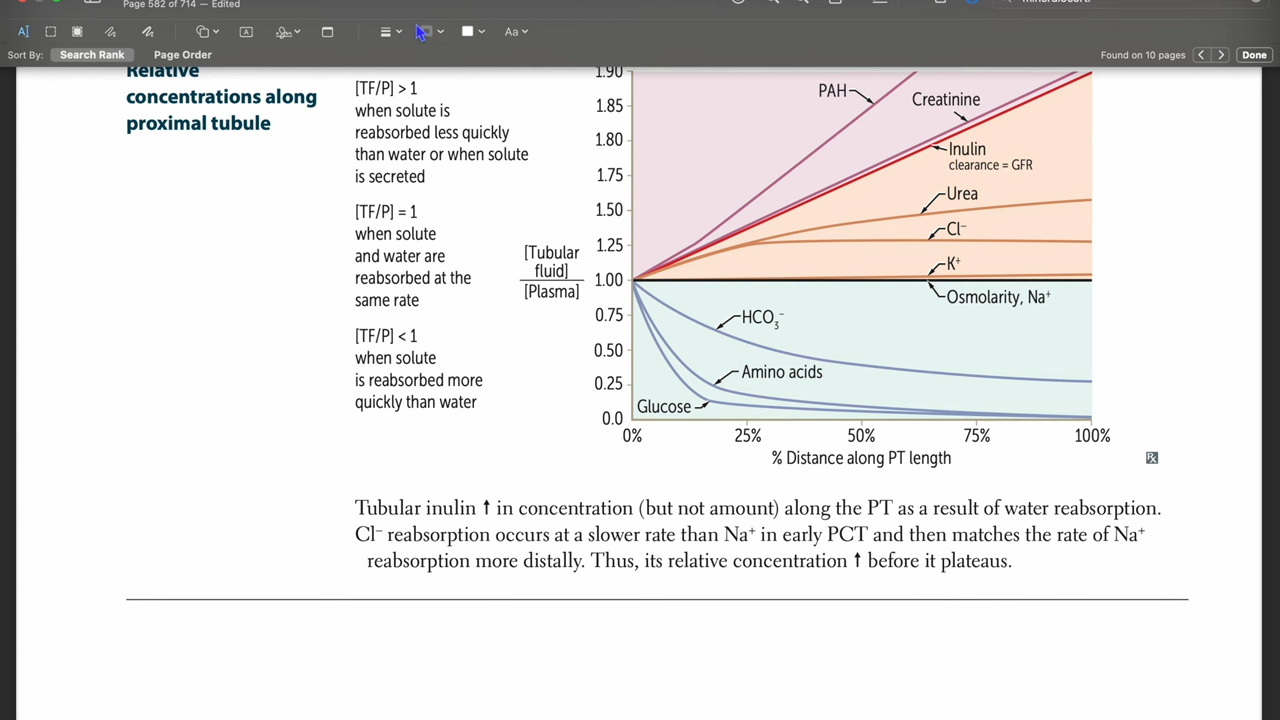 Page 582 of 714 — Edited
Aa
Sort By:
Search Rank
Page Order
Found on 10 pages
Done
Relative
concentrations along
proximal tubule
[TF/P] > 1
when solute is
reabsorbed less quickly
than water or when solute
is secreted
[TF/P] = 1
when solute
and water are
reabsorbed at the
same rate
[TF/P] < 1
when solute
is reabsorbed more
quickly than water
[Tubular
fluid]
[Plasma]
1.90
1.85
1.80
1.75
1.50
1.25
1.00
0.75
0.50
0.25
0.0
PAH
Creatinine
Inulin
clearance = GFR
Urea
Cl⁻
K⁺
Osmolarity, Na⁺
HCO₃⁻
Amino acids
Glucose
0%
25%
50%
75%
100%
% Distance along PT length
Rx
Tubular inulin ↑ in concentration (but not amount) along the PT as a result of water reabsorption.
Cl⁻ reabsorption occurs at a slower rate than Na⁺ in early PCT and then matches the rate of Na⁺
reabsorption more distally. Thus, its relative concentration ↑ before it plateaus.